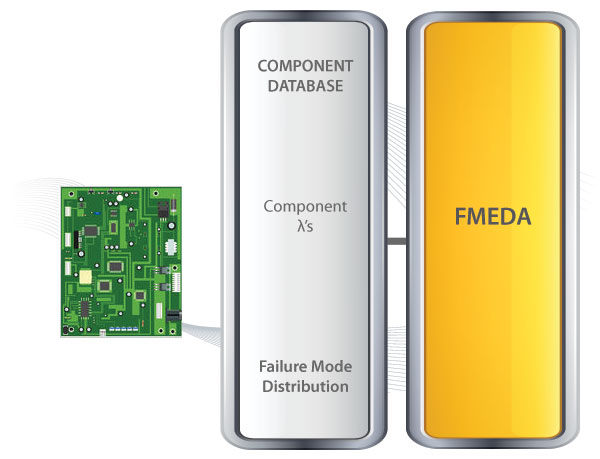 COMPONENT
DATABASE
Component
λ's
Failure Mode
Distribution
FMEDA